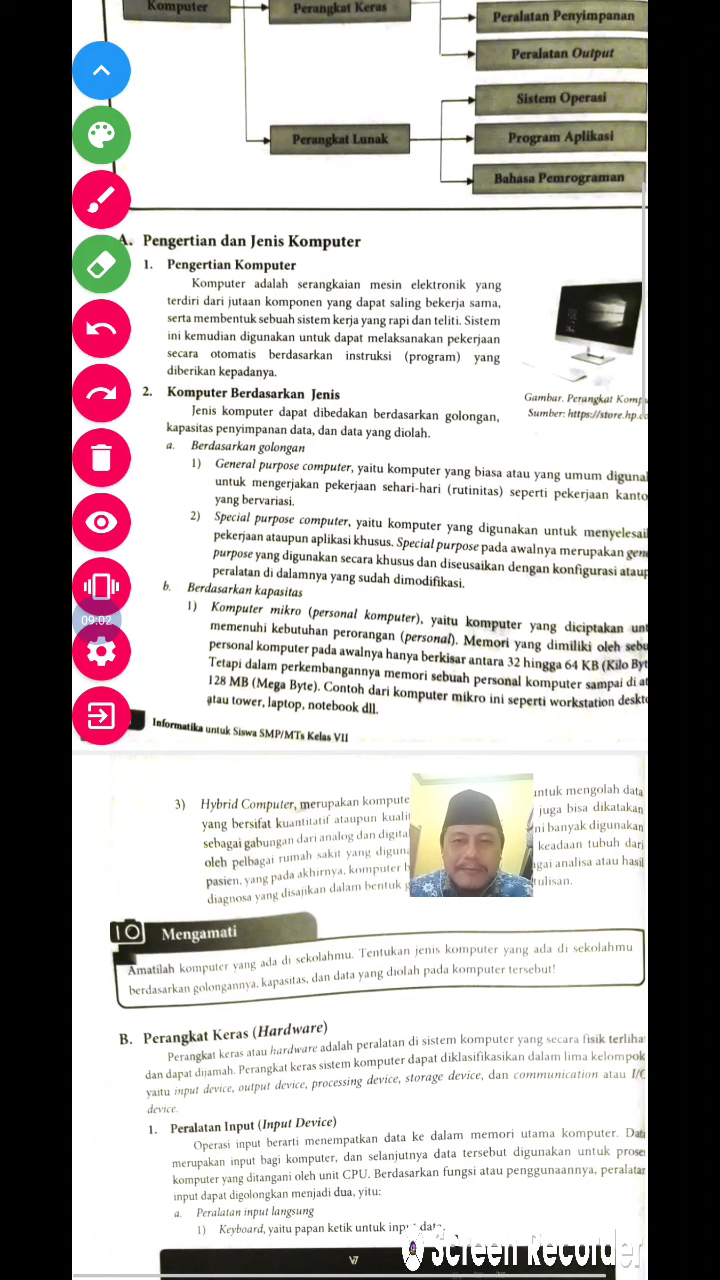 Komputer
Perangkat Keras
Peralatan Penyimpanan
Peralatan Output
Sistem Operasi
Perangkat Lunak
Program Aplikasi
Bahasa Pemrograman
A. Pengertian dan Jenis Komputer
1. Pengertian Komputer
Komputer adalah serangkaian mesin elektronik yang
terdiri dari jutaan komponen yang dapat saling bekerja sama,
serta membentuk sebuah sistem kerja yang rapi dan teliti. Sistem
ini kemudian digunakan untuk dapat melaksanakan pekerjaan
secara otomatis berdasarkan instruksi (program) yang
diberikan kepadanya.
Gambar. Perangkat Komp
Sumber: https://store.hp.co
2. Komputer Berdasarkan Jenis
Jenis komputer dapat dibedakan berdasarkan golongan,
kapasitas penyimpanan data, dan data yang diolah.
a. Berdasarkan golongan
1) General purpose computer, yaitu komputer yang biasa atau yang umum diguna
untuk mengerjakan pekerjaan sehari-hari (rutinitas) seperti pekerjaan kanto
yang bervariasi.
2) Special purpose computer, yaitu komputer yang digunakan untuk menyelesai
pekerjaan ataupun aplikasi khusus. Special purpose pada awalnya merupakan gene
purpose yang digunakan secara khusus dan diseusaikan dengan konfigurasi ataup
peralatan di dalamnya yang sudah dimodifikasi.
b. Berdasarkan kapasitas
1) Komputer mikro (personal komputer), yaitu komputer yang diciptakan unt
memenuhi kebutuhan perorangan (personal). Memori yang dimiliki oleh sebu
personal komputer pada awalnya hanya berkisar antara 32 hingga 64 KB (Kilo Byt
Tetapi dalam perkembangannya memori sebuah personal komputer sampai di at
128 MB (Mega Byte). Contoh dari komputer mikro ini seperti workstation deskto
atau tower, laptop, notebook dll.
09:02
Informatika untuk Siswa SMP/MTs Kelas VII
3) Hybrid Computer, merupakan kompute untuk mengolah data
yang bersifat kuantitatif ataupun kuali juga bisa dikatakan
sebagai gabungan dari analog dan digita ni banyak digunakan
oleh pelbagai rumah sakit yang digun keadaan tubuh dari
pasien, yang pada akhirnya, komputer h gai analisa atau hasil
diagnosa yang disajikan dalam bentuk g tulisan.
Mengamati
Amatilah komputer yang ada di sekolahmu. Tentukan jenis komputer yang ada di sekolahmu
berdasarkan golongannya, kapasitas, dan data yang diolah pada komputer tersebut!
B. Perangkat Keras (Hardware)
Perangkat keras atau hardware adalah peralatan di sistem komputer yang secara fisik terlihat
dan dapat dijamah. Perangkat keras sistem komputer dapat diklasifikasikan dalam lima kelompok
yaitu input device, output device, processing device, storage device, dan communication atau I/O
device.
1. Peralatan Input (Input Device)
Operasi input berarti menempatkan data ke dalam memori utama komputer. Data
merupakan input bagi komputer, dan selanjutnya data tersebut digunakan untuk proses
komputer yang ditangani oleh unit CPU. Berdasarkan fungsi atau penggunaannya, peralatan
input dapat digolongkan menjadi dua, yitu:
a. Peralatan input langsung
1) Keyboard, yaitu papan ketik untuk input data.
V7
Screen Recorder